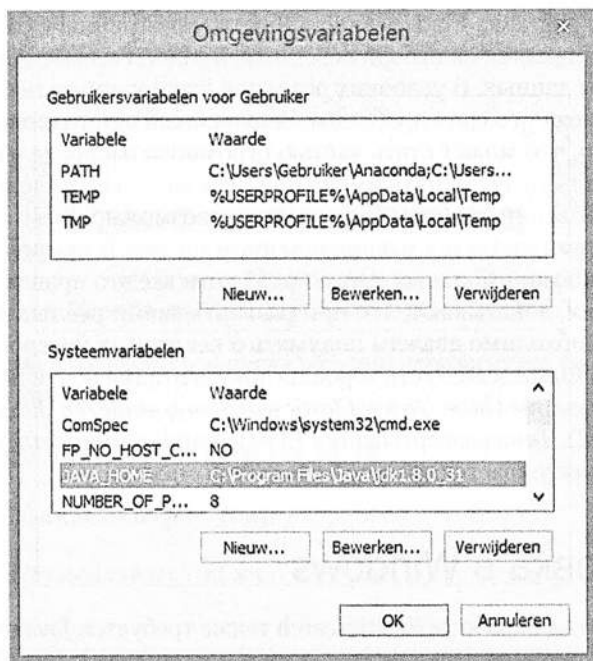 Omgevingsvariabelen
Gebruikersvariabelen voor Gebruiker
Variabele Waarde
PATH C:\Users\Gebruiker\Anaconda;C:\Users...
TEMP %USERPROFILE%\AppData\Local\Temp
TMP %USERPROFILE%\AppData\Local\Temp
Nieuw... Bewerken... Verwijderen
Systeemvariabelen
Variabele Waarde
ComSpec C:\Windows\system32\cmd.exe
FP_NO_HOST_C... NO
JAVA_HOME C:\Program Files\Java\jdk1.8.0_31
NUMBER_OF_P... 8
Nieuw... Bewerken... Verwijderen
OK Annuleren